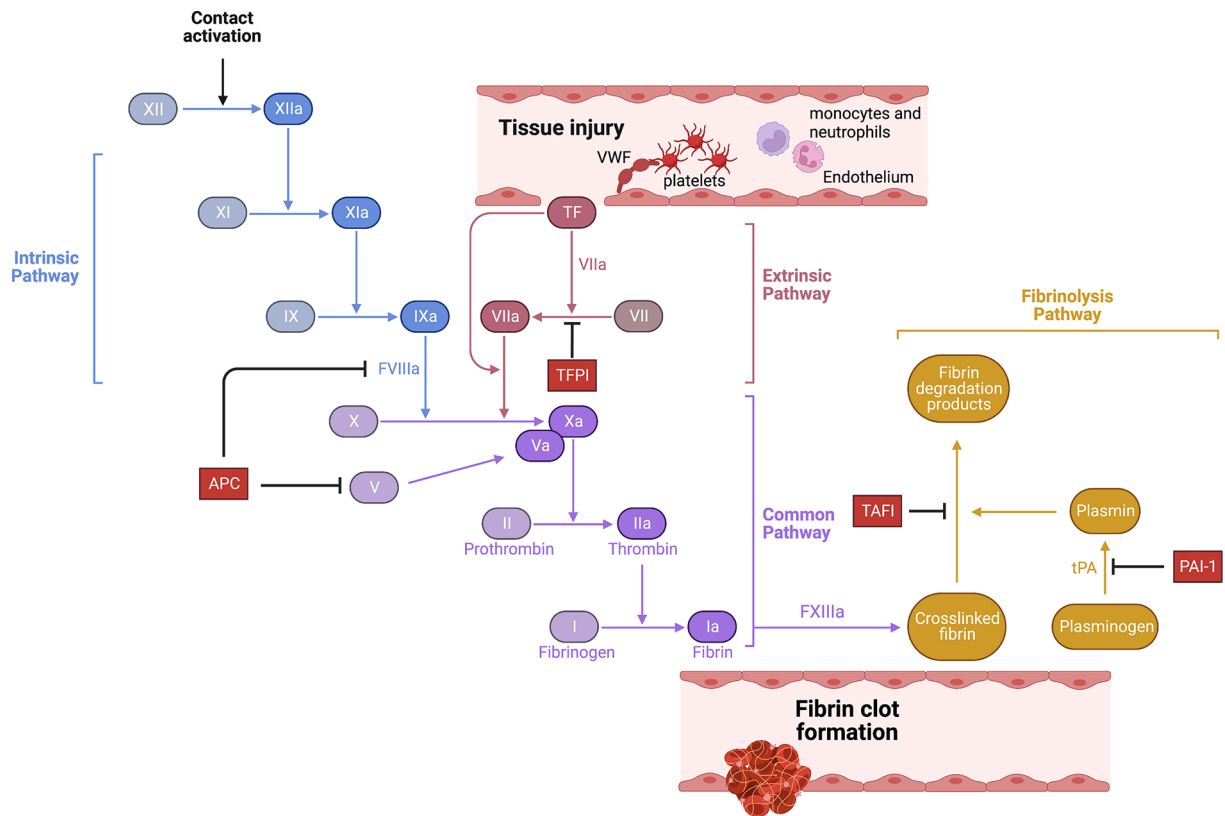 Contact
activation
XII
XIIa
Tissue injury
VWF
platelets
monocytes and
neutrophils
Endothelium
XI
XIa
TF
Intrinsic
Pathway
VIIa
Extrinsic
Pathway
IX
IXa
VIIa
VII
Fibrinolysis
Pathway
FVIIIa
TFPI
Fibrin
degradation
products
X
Xa
Va
APC
V
II
Prothrombin
IIa
Thrombin
Common
Pathway
TAFI
Plasmin
tPA
PAI-1
I
Fibrinogen
Ia
Fibrin
FXIIIa
Crosslinked
fibrin
Plasminogen
Fibrin clot
formation